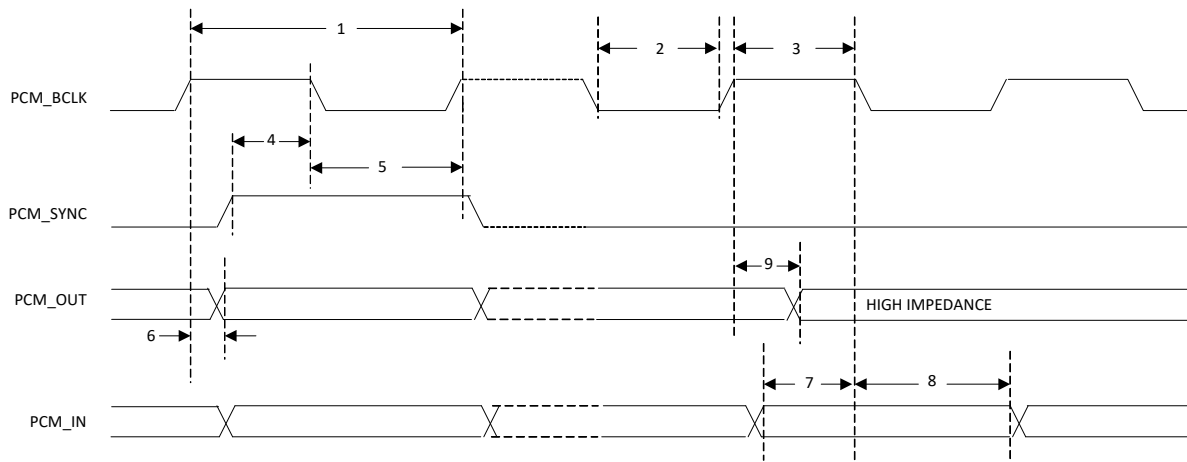 1
2
3
PCM_BCLK
4
5
PCM_SYNC
9
PCM_OUT
HIGH IMPEDANCE
6
7
8
PCM_IN